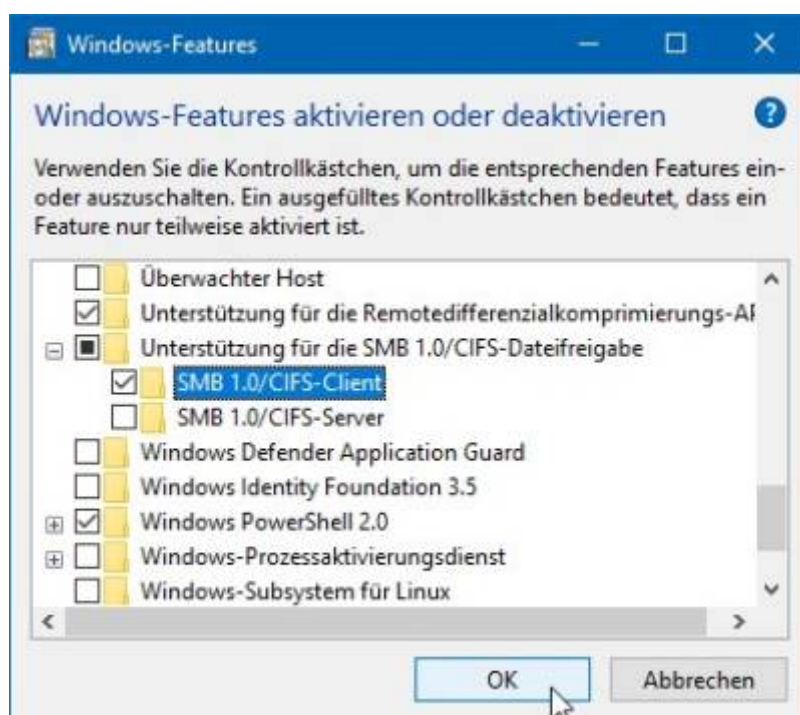 Windows-Features
Windows-Features aktivieren oder deaktivieren
Verwenden Sie die Kontrollkästchen, um die entsprechenden Features ein-
oder auszuschalten. Ein ausgefülltes Kontrollkästchen bedeutet, dass ein
Feature nur teilweise aktiviert ist.
Überwachter Host
Unterstützung für die Remotedifferenzialkomprimierungs-
Unterstützung für die SMB 1.0/CIFS-Dateifreigabe
SMB 1.0/CIFS-Client
SMB 1.0/CIFS-Server
Windows Defender Application Guard
Windows Identity Foundation 3.5
Windows PowerShell 2.0
Windows-Prozessaktivierungsdienst
Windows-Subsystem für Linux
OK
Abbrechen